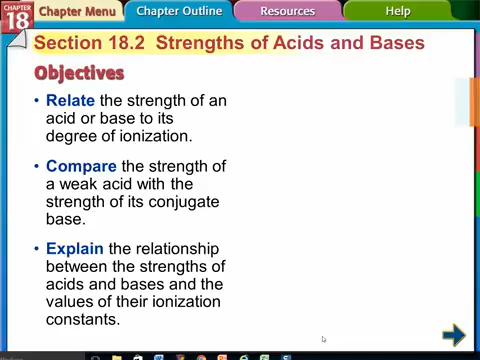 CHAPTER
18
Chapter Menu
Chapter Outline
Resources
Help
Section 18.2 Strengths of Acids and Bases
Objectives
• Relate the strength of an
acid or base to its
degree of ionization.
• Compare the strength of
a weak acid with the
strength of its conjugate
base.
• Explain the relationship
between the strengths of
acids and bases and the
values of their ionization
constants.